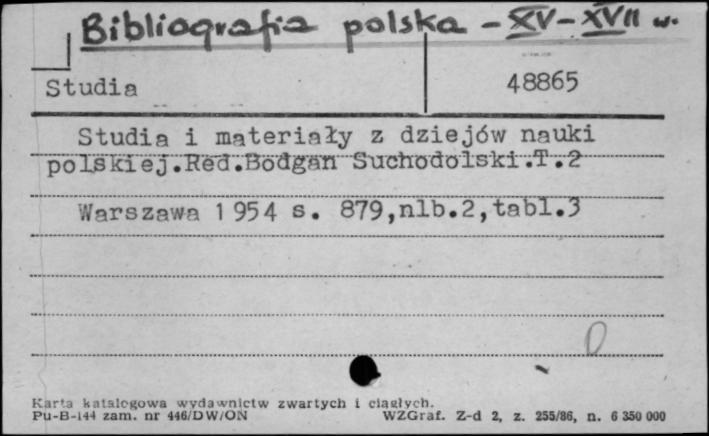 Bibliografia polska - XV - XVII w.
Studia 48865
Studia i materiały z dziejów nauki
polskiej.Red.Bodgan Suchodolski.T.2
Warszawa 1954 s. 879,nlb.2,tabl.3
0
Karta katalogowa wydawnictw zwartych i ciągłych.
Pu-B-144 zam. nr 446/DW/ON WZGraf. Z-d 2, z. 255/86, n. 6 350 000